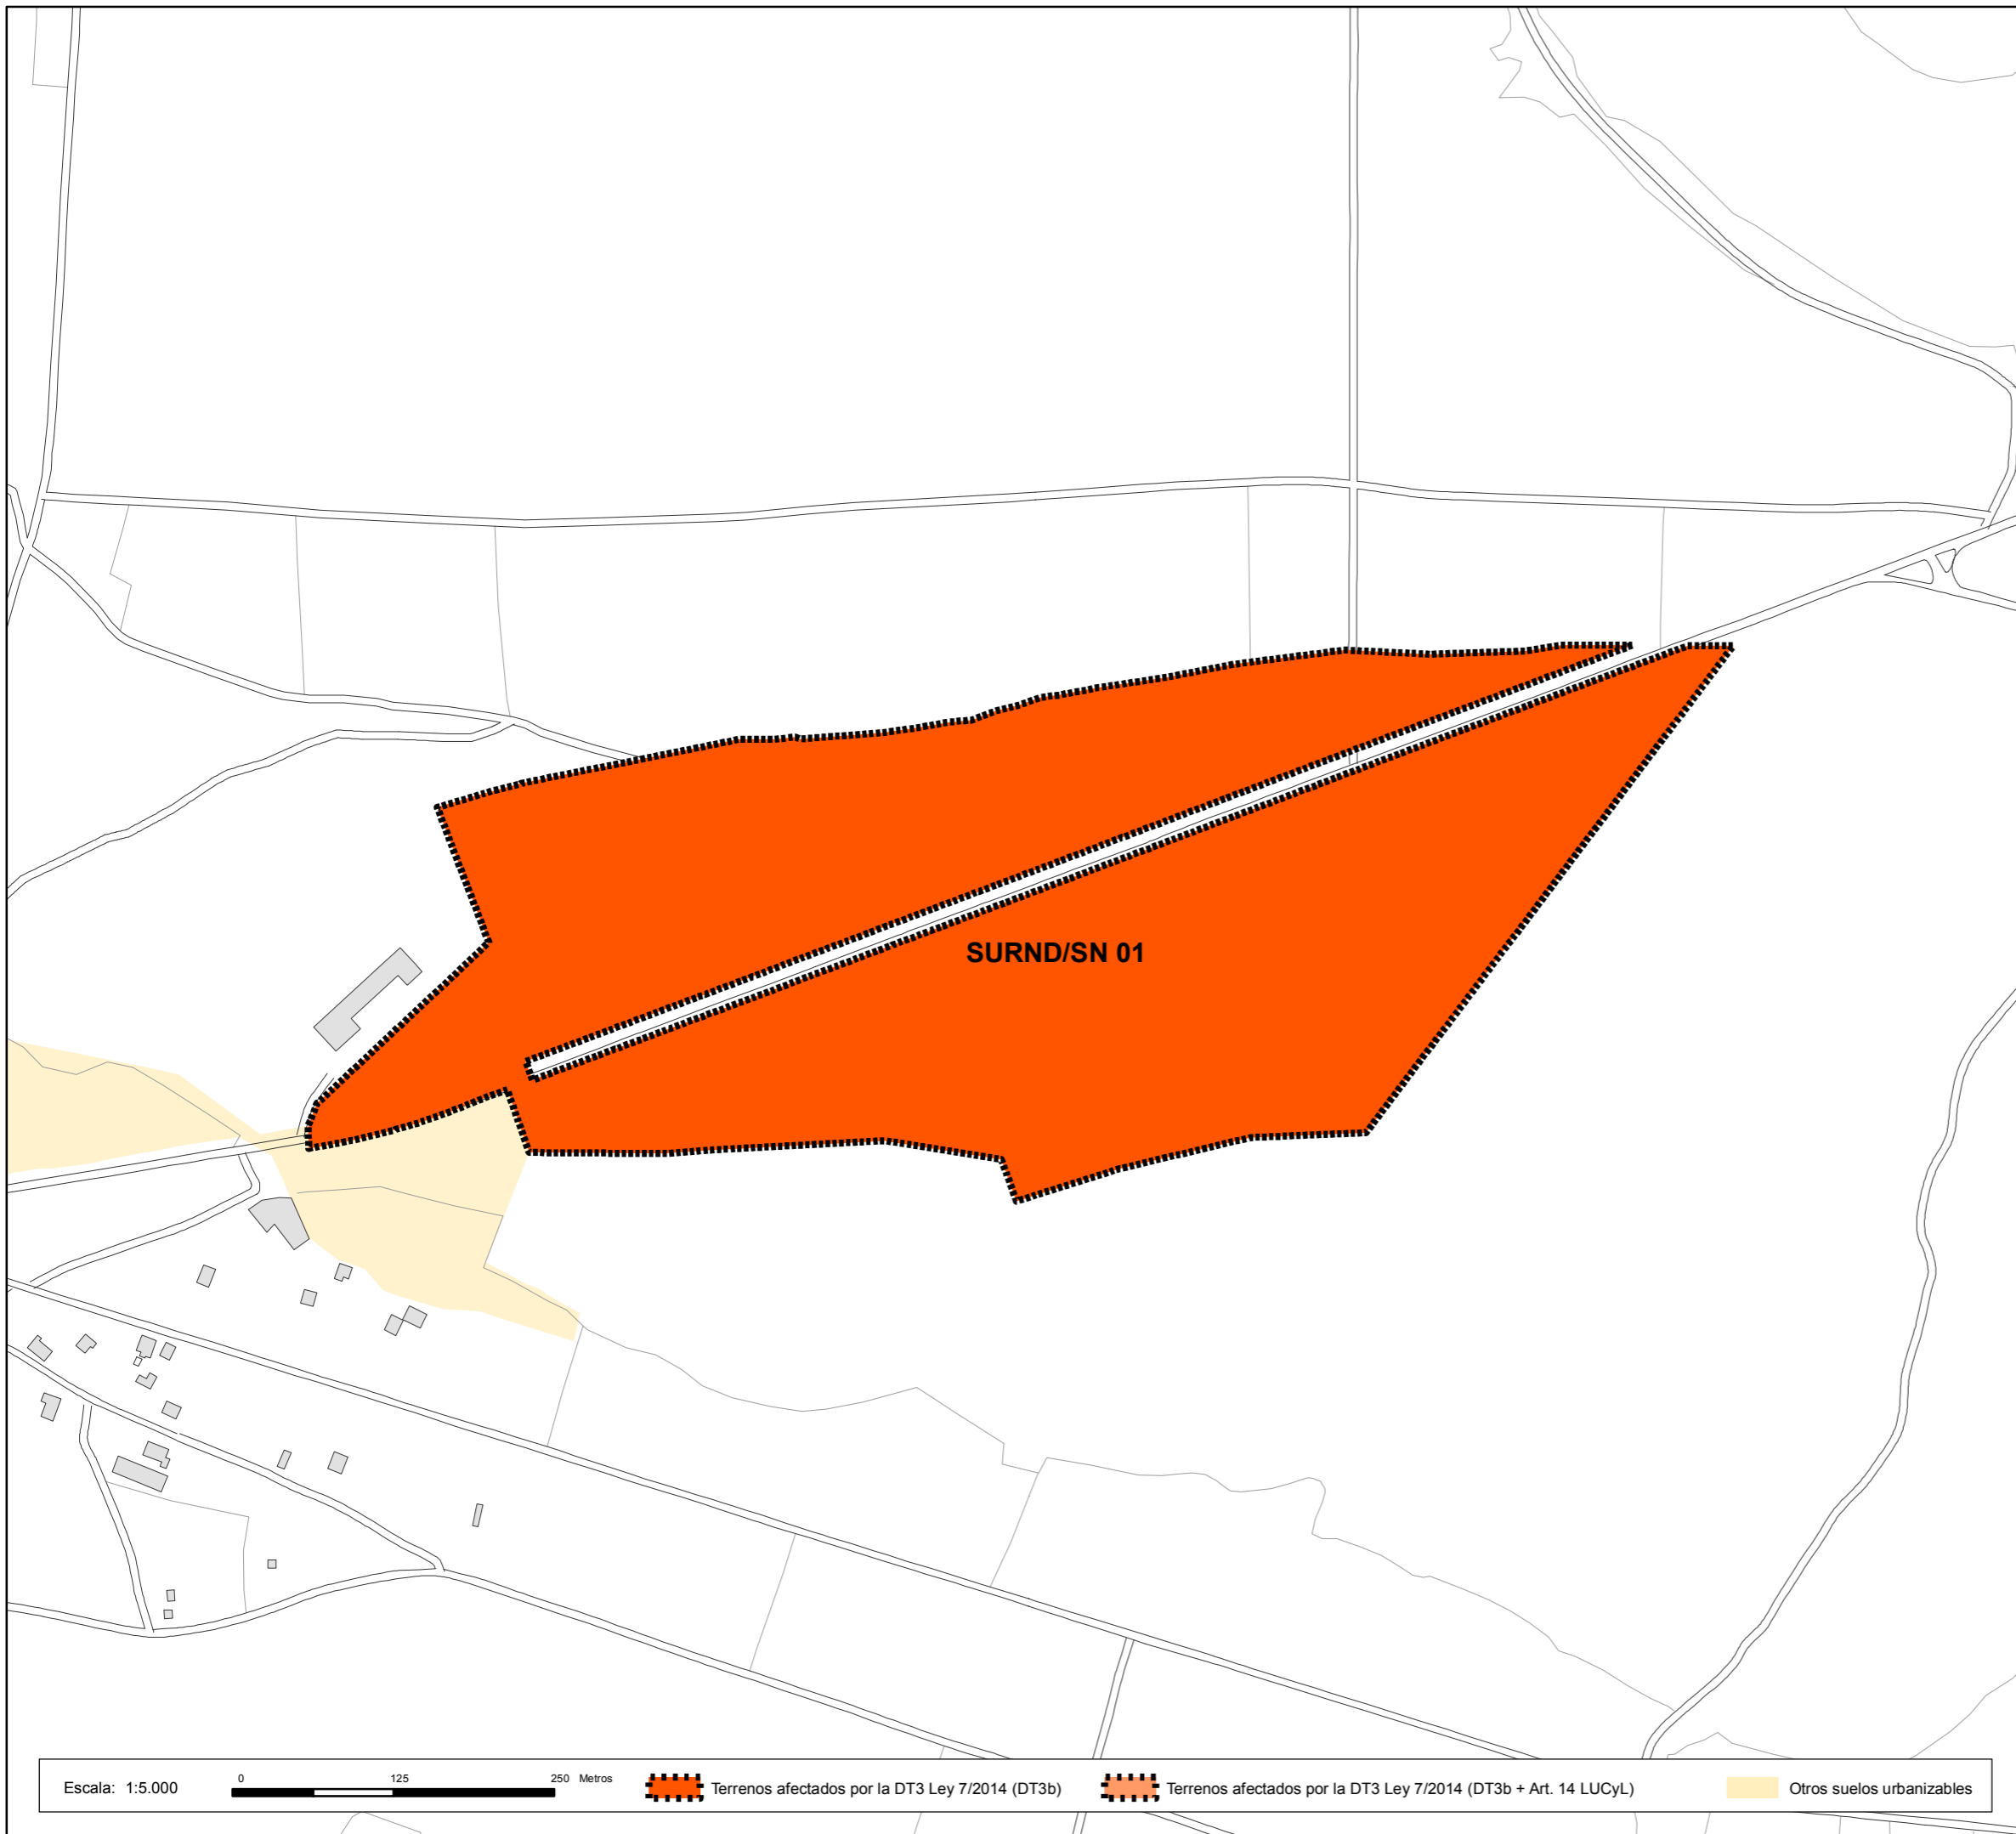 SURND/SN 01
Escala: 1:5.000
0 125 250 Metros
Terrenos afectados por la DT3 Ley 7/2014 (DT3b)
Terrenos afectados por la DT3 Ley 7/2014 (DT3b + Art. 14 LUCyL)
Otros suelos urbanizables